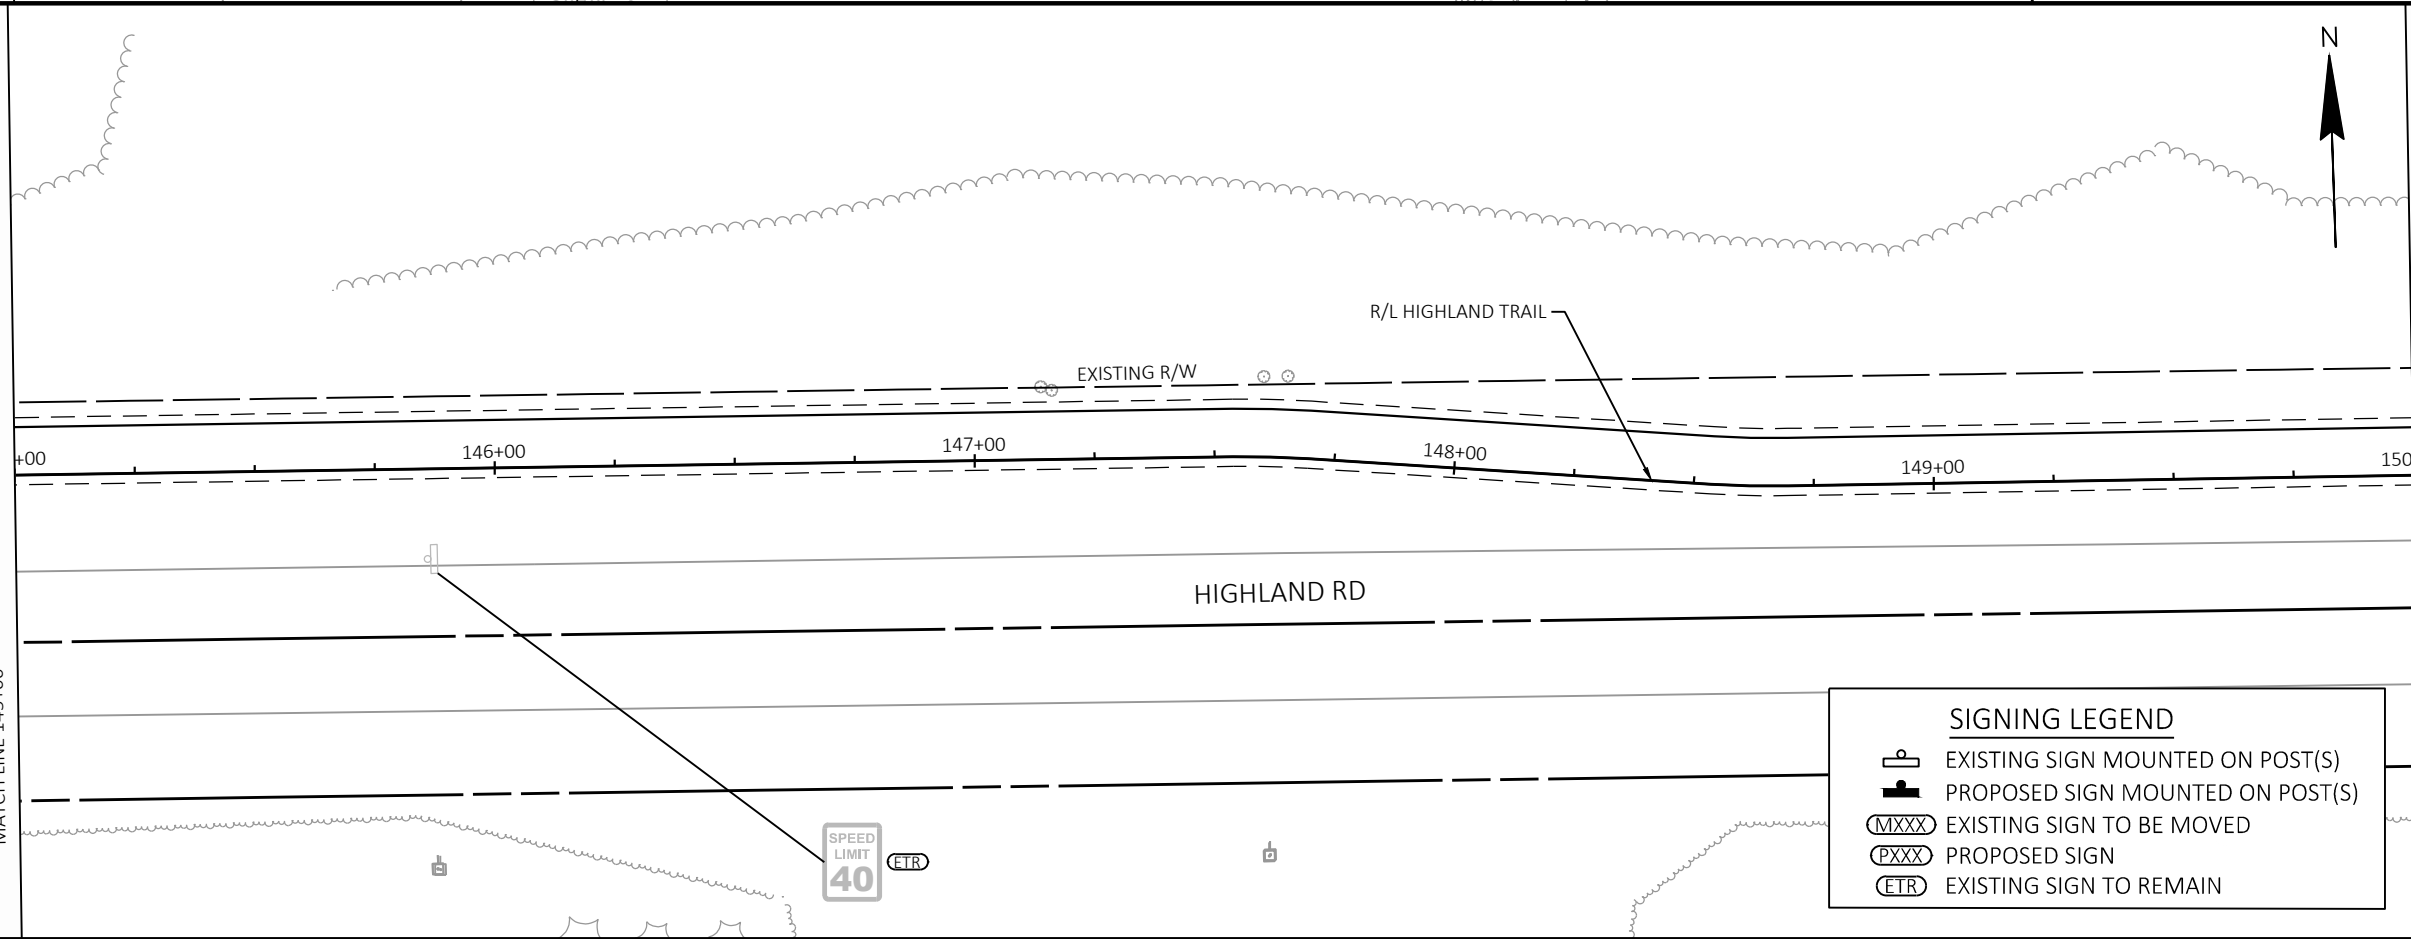 N
R/L HIGHLAND TRAIL
EXISTING R/W
+00
146+00
147+00
148+00
149+00
150
HIGHLAND RD
SPEED
LIMIT
40
ETR
SIGNING LEGEND
EXISTING SIGN MOUNTED ON POST(S)
PROPOSED SIGN MOUNTED ON POST(S)
MXXX EXISTING SIGN TO BE MOVED
PXXX PROPOSED SIGN
ETR EXISTING SIGN TO REMAIN